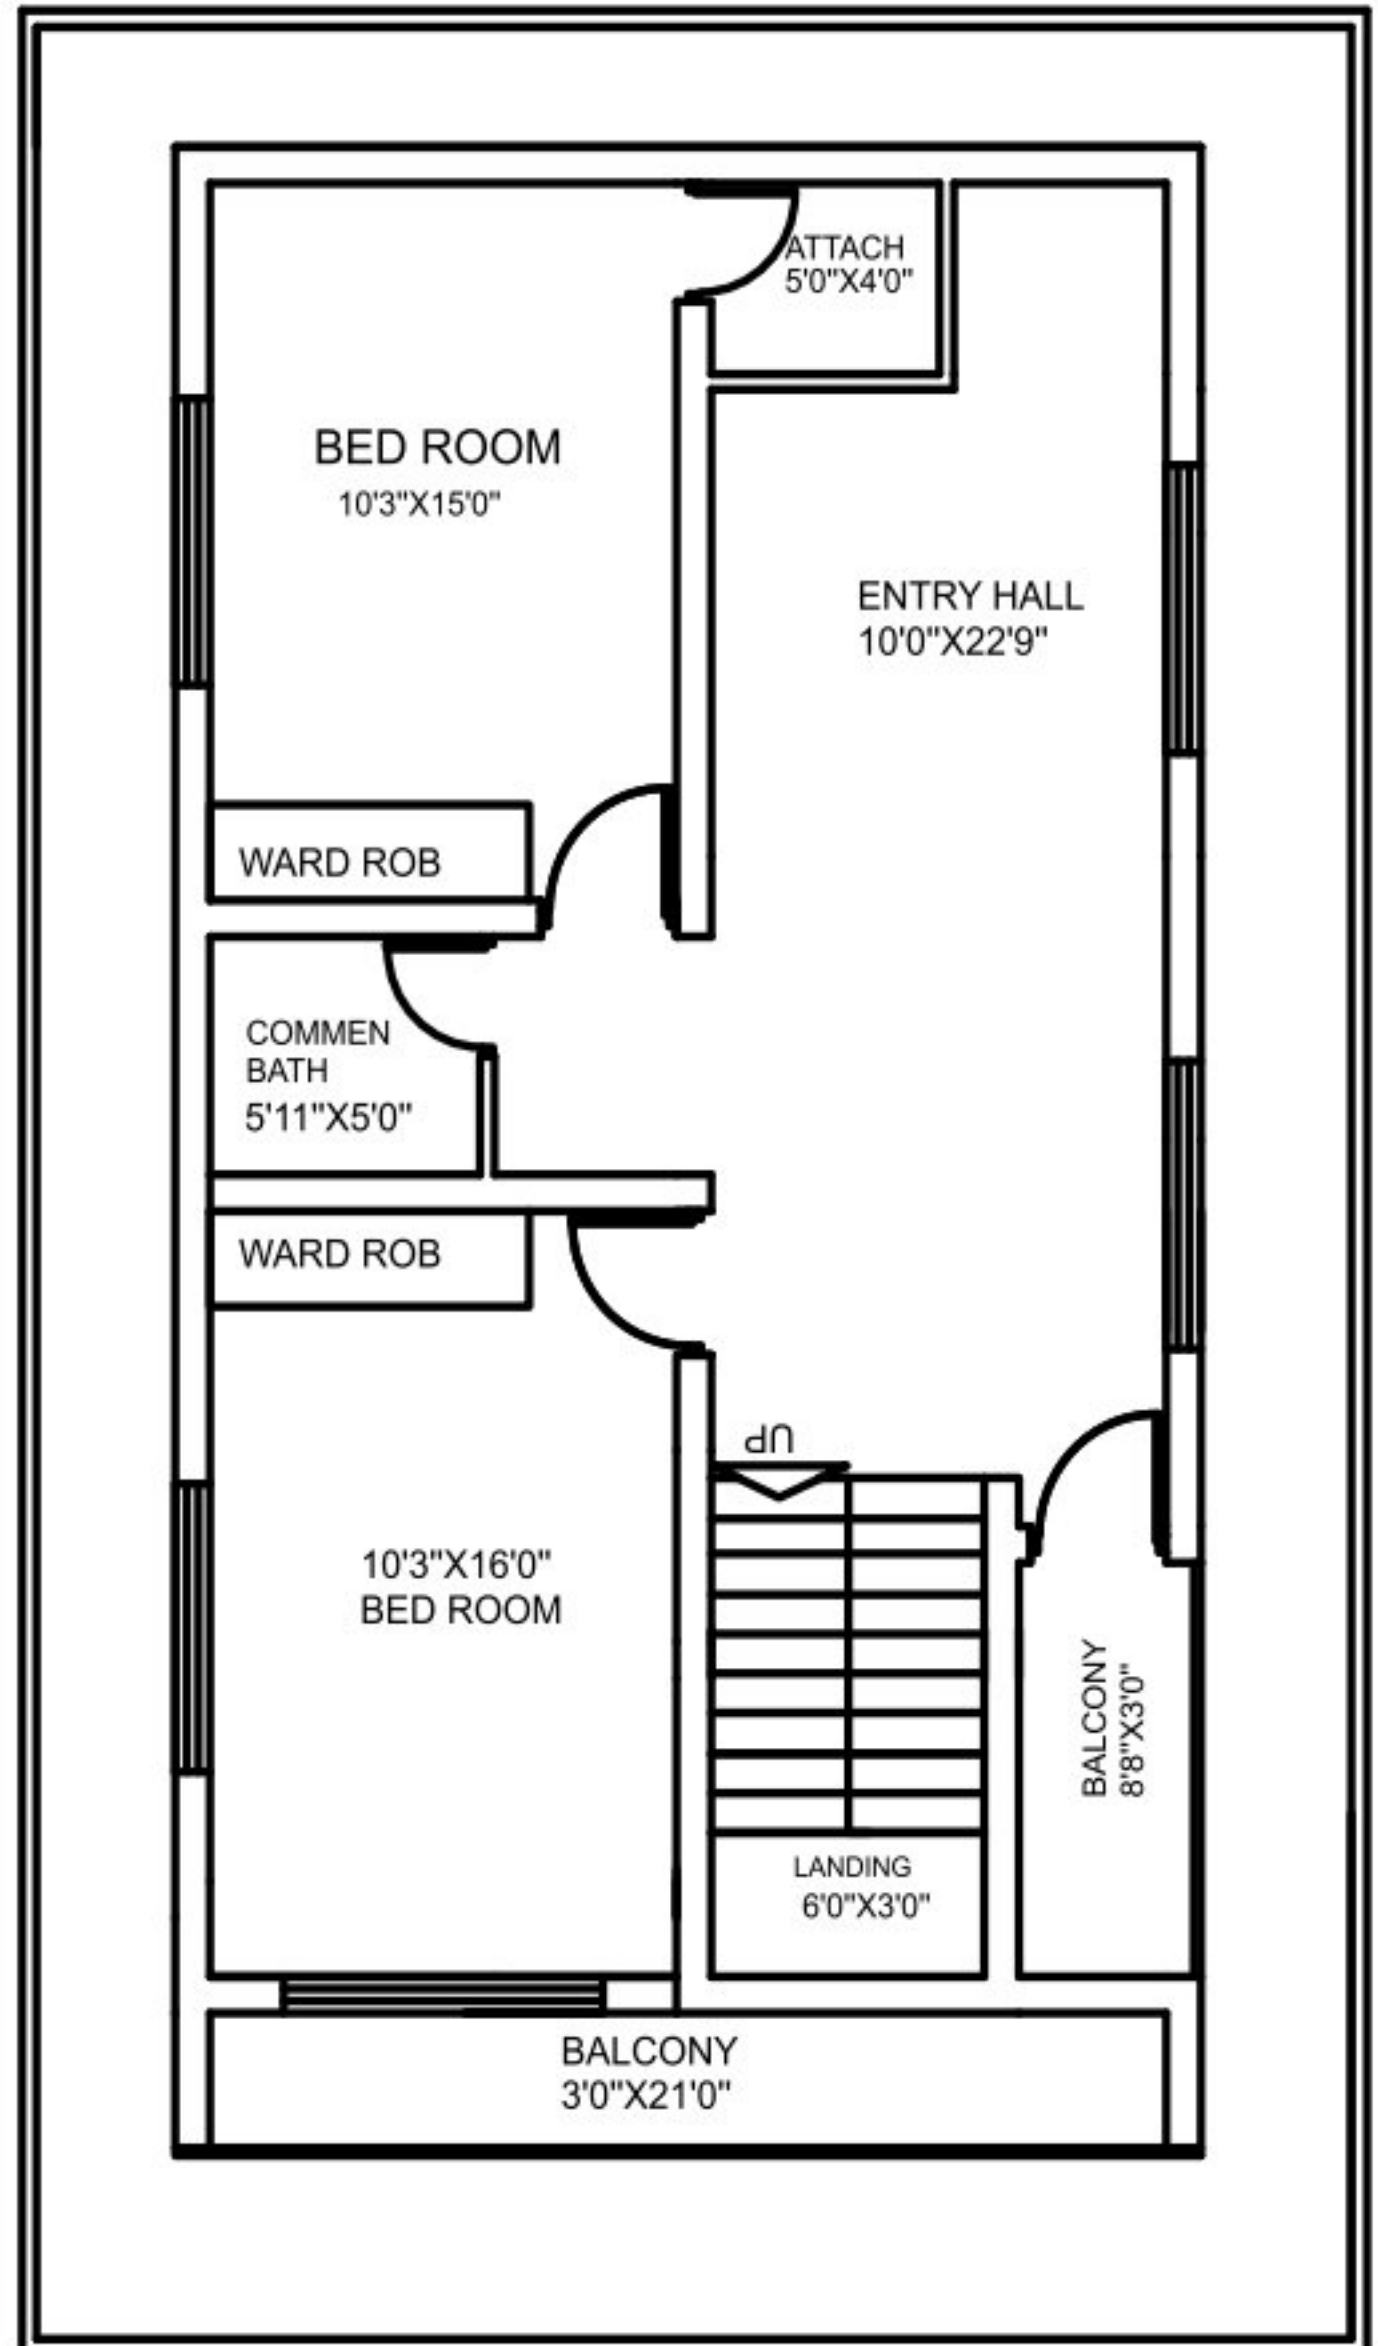 ATTACH
5'0"X4'0"
BED ROOM
10'3"X15'0"
ENTRY HALL
10'0"X22'9"
WARD ROB
COMMEN
BATH
5'11"X5'0"
WARD ROB
UP
10'3"X16'0"
BED ROOM
BALCONY
8'8"X3'0"
LANDING
6'0"X3'0"
BALCONY
3'0"X21'0"